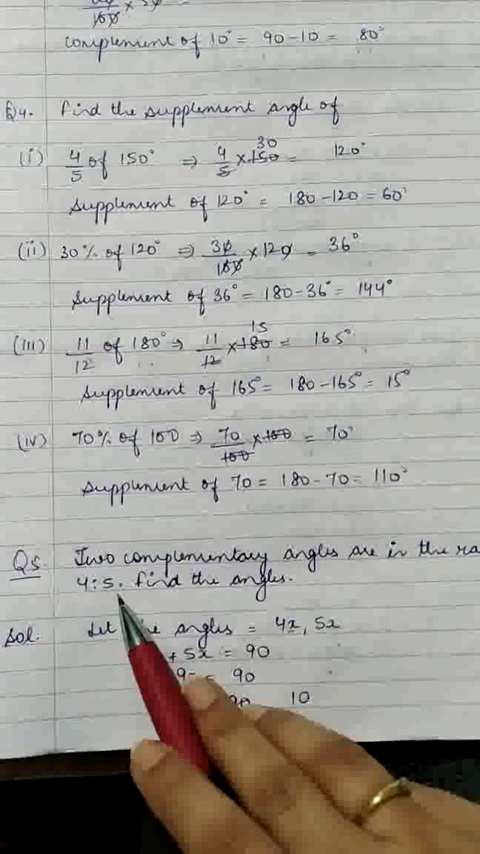 100
complement of 10° = 90-10 = 80°
Q4. find the supplement angle of
(i) 4/5 of 150° ⇒ 4/5 × 150 30 = 120°
Supplement of 120° = 180-120 = 60°
(ii) 30% of 120° ⇒ 30/100 × 120 = 36°
Supplement of 36° = 180-36° = 144°
(iii) 11/12 of 180° ⇒ 11/12 × 180 15 = 165°
Supplement of 165° = 180-165° = 15°
(iv) 70% of 100 ⇒ 70/100 × 100 = 70°
Supplement of 70 = 180-70 = 110°
Q5 Two complementary angles are in the ra
4:5. find the angles.
Sol. Let angles = 4x, 5x
+ 5x = 90
= 90
10